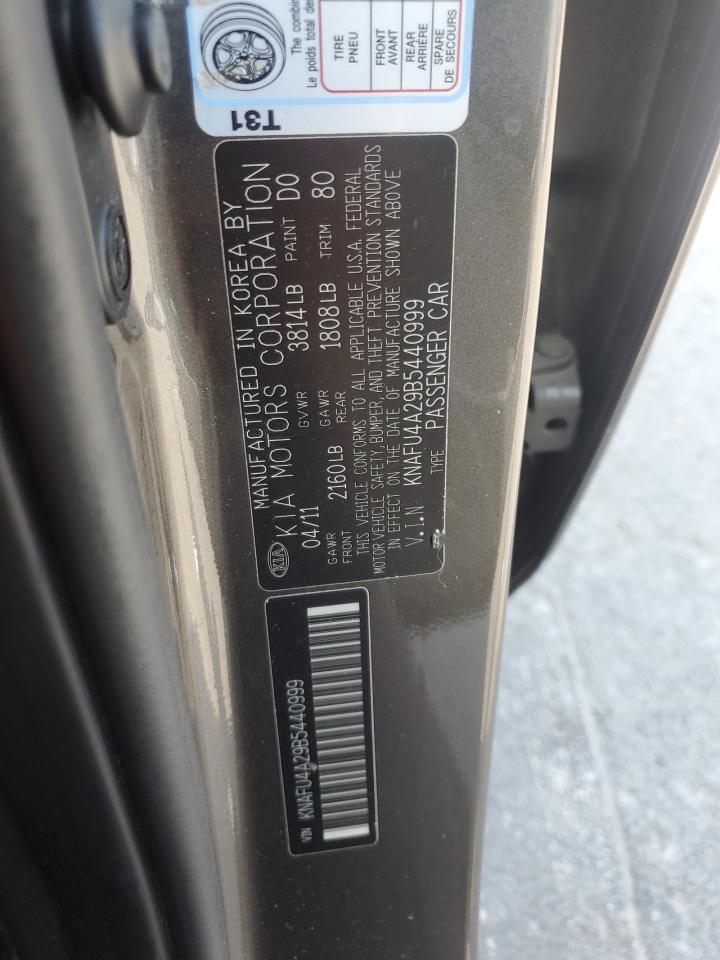 The combin
Le poids total des
TIRE
PNEU
FRONT
AVANT
REAR
ARRIÈRE
SPARE
DE SECOURS
T31
MANUFACTURED IN KOREA BY
KIA KIA MOTORS CORPORATION
04/11 GVWR 3814LB PAINT D0
GAWR FRONT 2160LB GAWR REAR 1808LB TRIM 80
THIS VEHICLE CONFORMS TO ALL APPLICABLE U.S.A. FEDERAL
MOTOR VEHICLE SAFETY, BUMPER, AND THEFT PREVENTION STANDARDS
IN EFFECT ON THE DATE OF MANUFACTURE SHOWN ABOVE
V.I.N KNAFU4A29B5440999
TYPE PASSENGER CAR
VIN KNAFU4A29B5440999